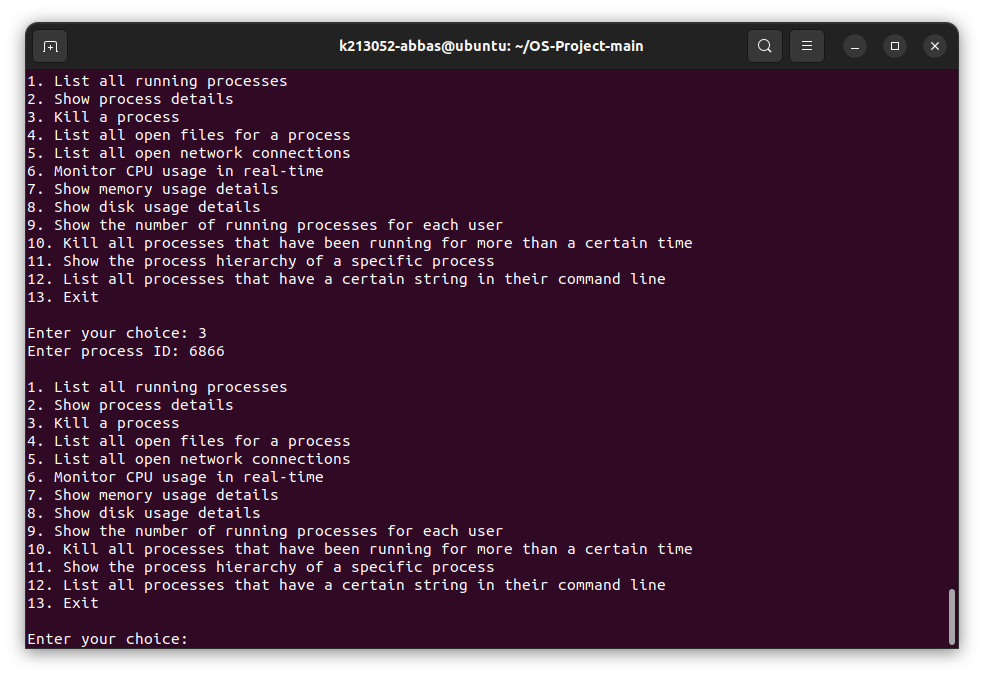 k213052-abbas@ubuntu: ~/OS-Project-main
1. List all running processes
2. Show process details
3. Kill a process
4. List all open files for a process
5. List all open network connections
6. Monitor CPU usage in real-time
7. Show memory usage details
8. Show disk usage details
9. Show the number of running processes for each user
10. Kill all processes that have been running for more than a certain time
11. Show the process hierarchy of a specific process
12. List all processes that have a certain string in their command line
13. Exit
Enter your choice: 3
Enter process ID: 6866
1. List all running processes
2. Show process details
3. Kill a process
4. List all open files for a process
5. List all open network connections
6. Monitor CPU usage in real-time
7. Show memory usage details
8. Show disk usage details
9. Show the number of running processes for each user
10. Kill all processes that have been running for more than a certain time
11. Show the process hierarchy of a specific process
12. List all processes that have a certain string in their command line
13. Exit
Enter your choice: